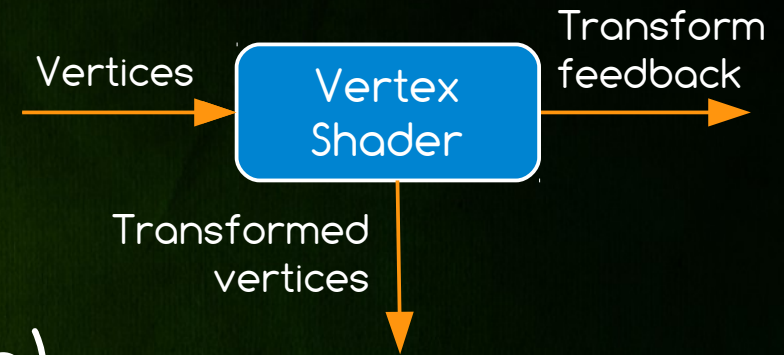 Vertices
Vertex
Shader
Transform
feedback
Transformed
vertices
)